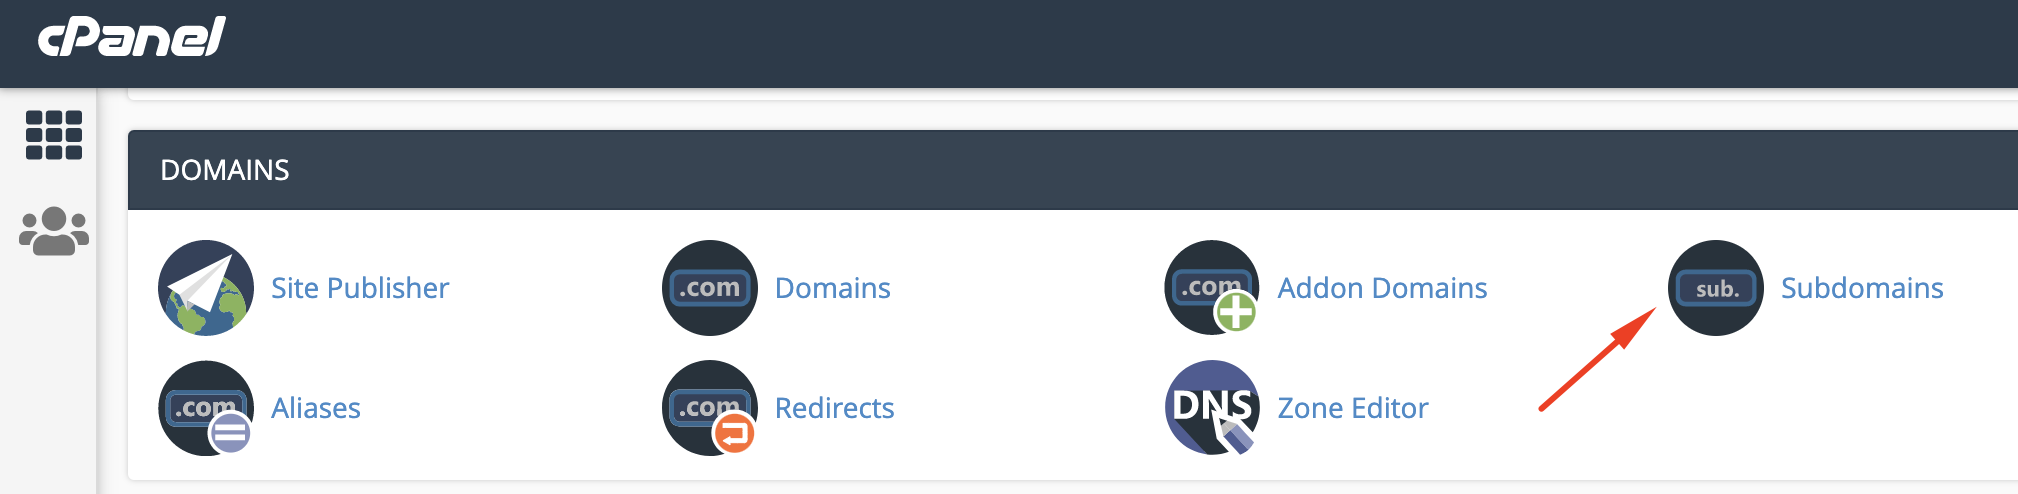 cPanel
DOMAINS
Site Publisher
.com Domains
.com Addon Domains
sub. Subdomains
.com Aliases
.com Redirects
DNS Zone Editor